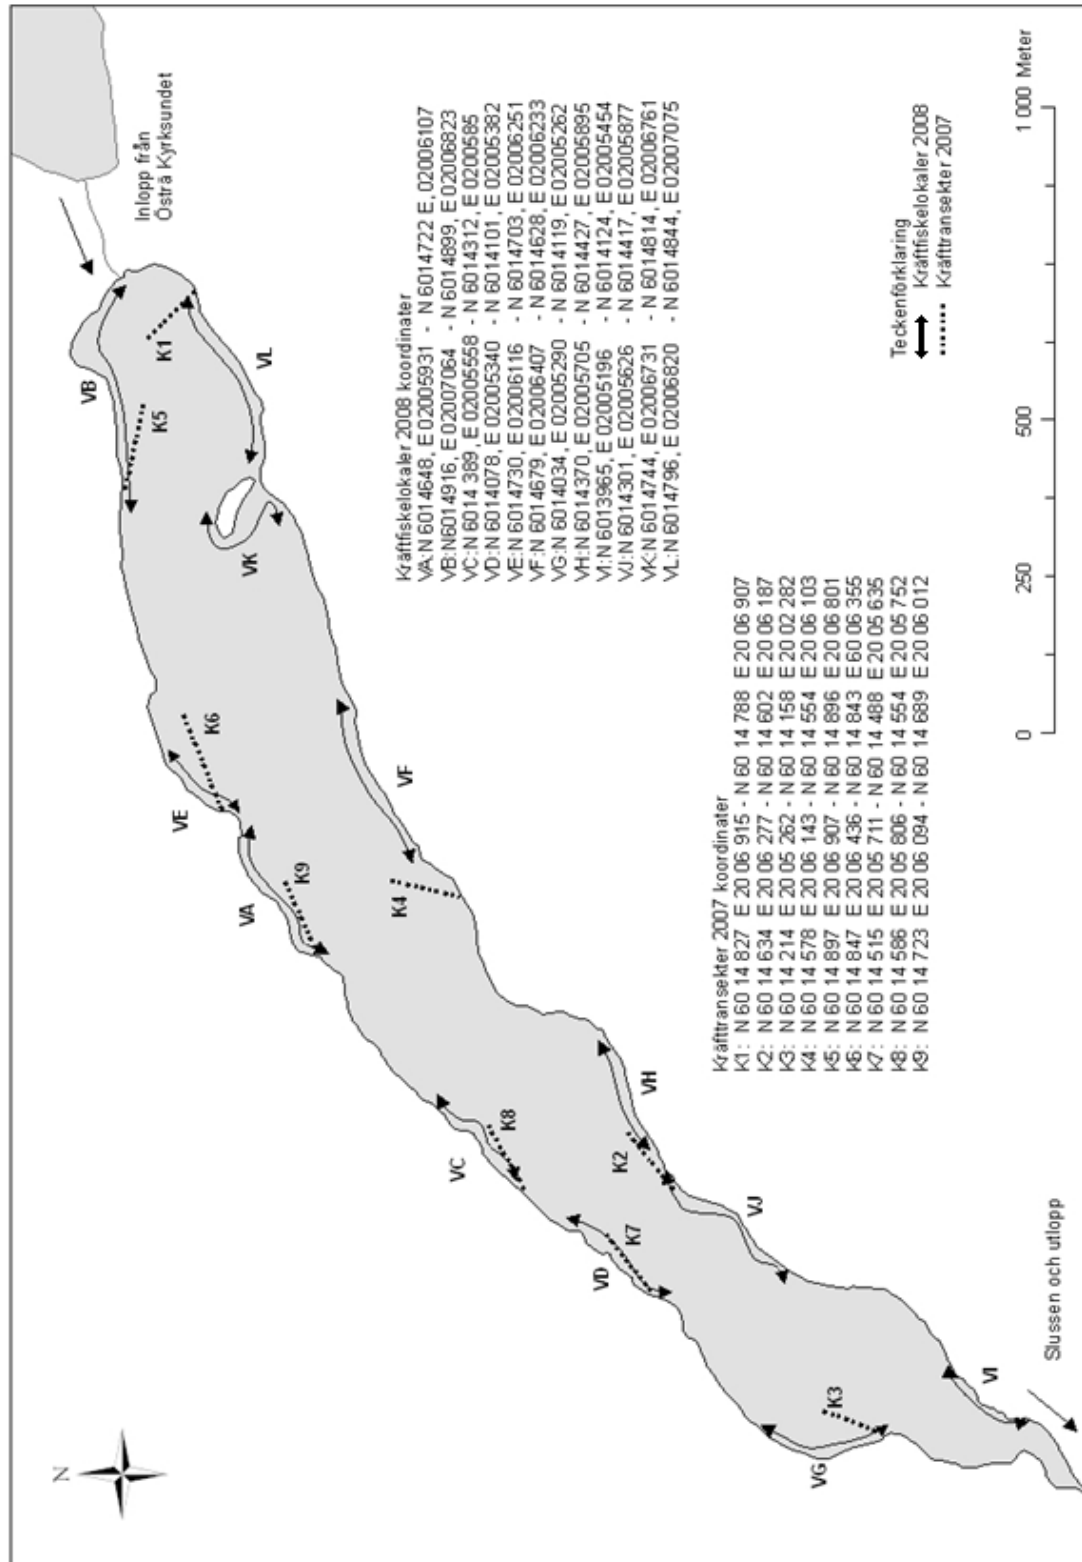 N
Inlopp från
Östra Kyrksundet
VB
K1
K5
VL
VK
K6
VE
VF
VA
K9
K4
VC
K8
VH
K2
VD
K7
VJ
VG
K3
VI
Slussen och utlopp
Kräftfiskelokaler 2008 koordinater
VA:N 6014648, E 02005931 - N 6014722 E, 02006107
VB:N6014916, E 02007064 - N 6014899, E 02006823
VC:N 6014 389, E 02005558 - N 6014312, E 0200585
VD:N 6014078, E 02005340 - N 6014101, E 02005382
VE:N 6014730, E 02006116 - N 6014703, E 02006251
VF:N 6014679, E 02006407 - N 6014628, E 02006233
VG:N 6014034, E 02005290 - N 6014119, E 02005262
VH:N 6014370, E 02005705 - N 6014427, E 02005895
VI:N 6013965, E 02005196 - N 6014124, E 02005454
VJ:N 6014301, E 02005626 - N 6014417, E 02005877
VK:N 6014744, E 02006731 - N 6014814, E 02006761
VL:N 6014796, E 02006820 - N 6014844, E 02007075
Kräfttransekter 2007 koordinater
K1: N 60 14 827 E 20 06 915 - N 60 14 788 E 20 06 907
K2: N 60 14 634 E 20 06 277 - N 60 14 602 E 20 06 187
K3: N 60 14 214 E 20 05 262 - N 60 14 158 E 20 02 282
K4: N 60 14 578 E 20 06 143 - N 60 14 554 E 20 06 103
K5: N 60 14 897 E 20 06 907 - N 60 14 896 E 20 06 801
K6: N 60 14 847 E 20 06 436 - N 60 14 843 E 60 06 355
K7: N 60 14 515 E 20 05 711 - N 60 14 488 E 20 05 635
K8: N 60 14 586 E 20 05 806 - N 60 14 554 E 20 05 752
K9: N 60 14 723 E 20 06 094 - N 60 14 689 E 20 06 012
Teckenförklaring
Kräftfiskelokaler 2008
Kräfttransekter 2007
0 250 500 1 000 Meter